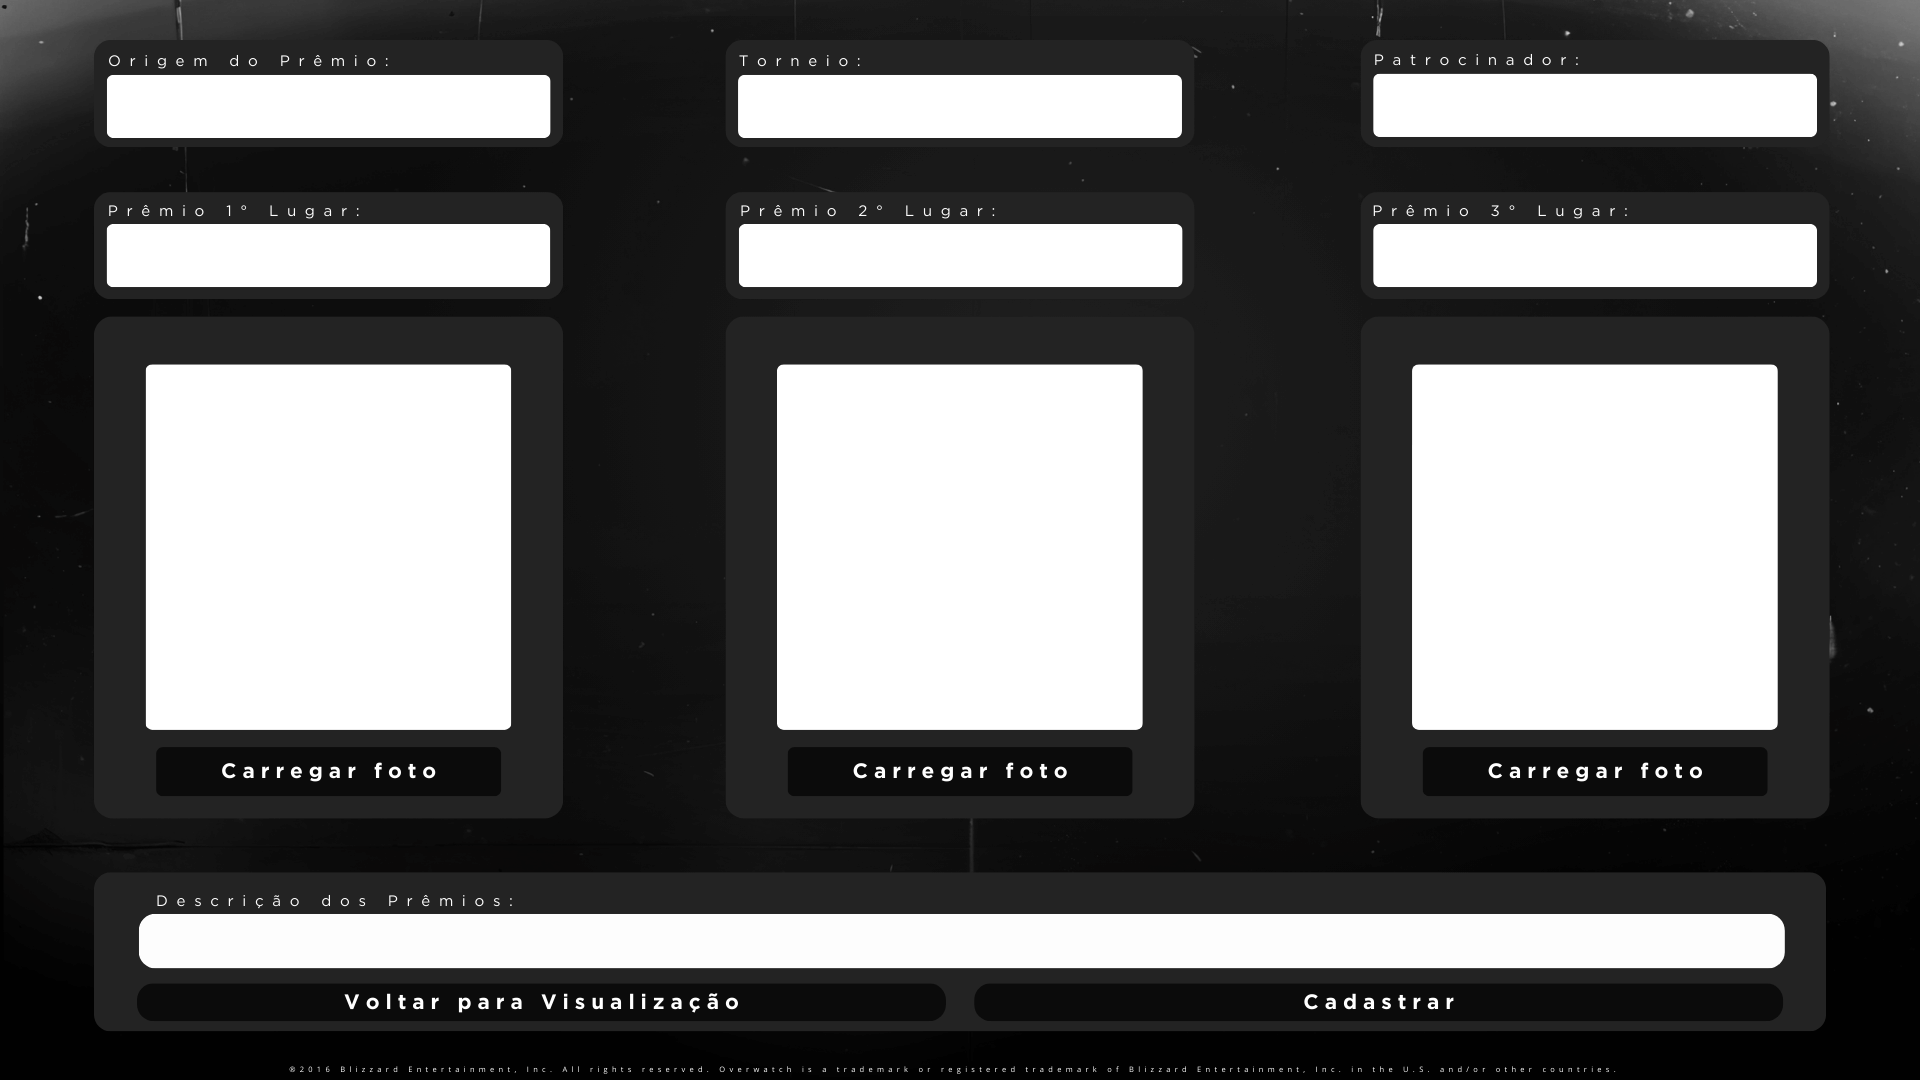 Origem do Prêmio:
Torneio:
Patrocinador:
Prêmio 1° Lugar:
Prêmio 2° Lugar:
Prêmio 3° Lugar:
Carregar foto
Carregar foto
Carregar foto
Descrição dos Prêmios:
Voltar para Visualização
Cadastrar
©2016 Blizzard Entertainment, Inc. All rights reserved. Overwatch is a trademark or registered trademark of Blizzard Entertainment, Inc. in the U.S. and/or other countries.